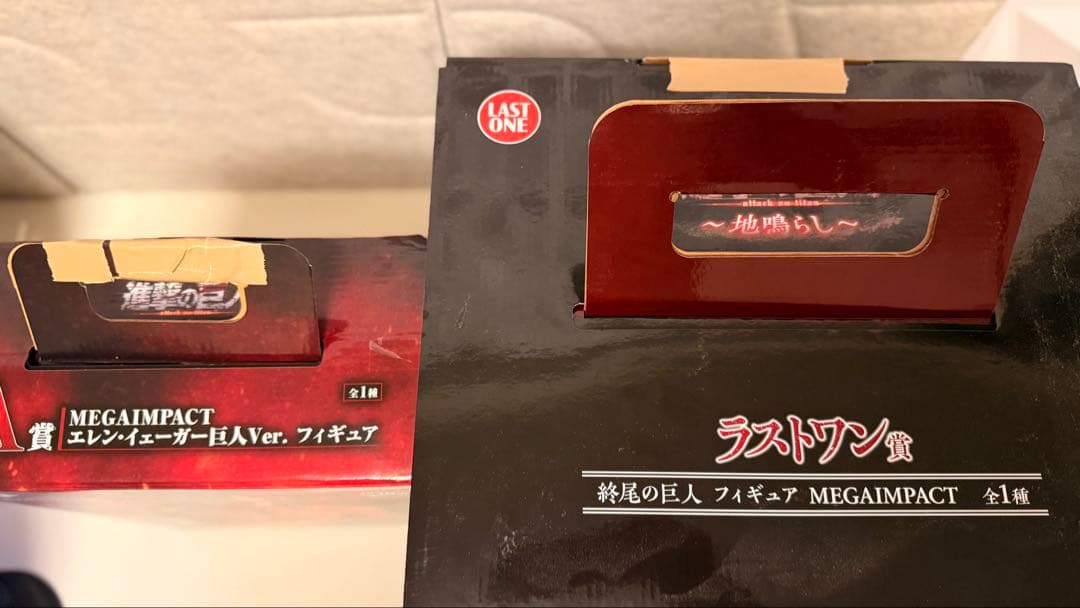 LAST
ONE
attack on titan
～地鳴らし～
進撃の巨人
attack on titan
全1種
A賞
MEGAIMPACT
エレン・イェーガー巨人Ver. フィギュア
ラストワン賞
終尾の巨人 フィギュア MEGAIMPACT 全1種